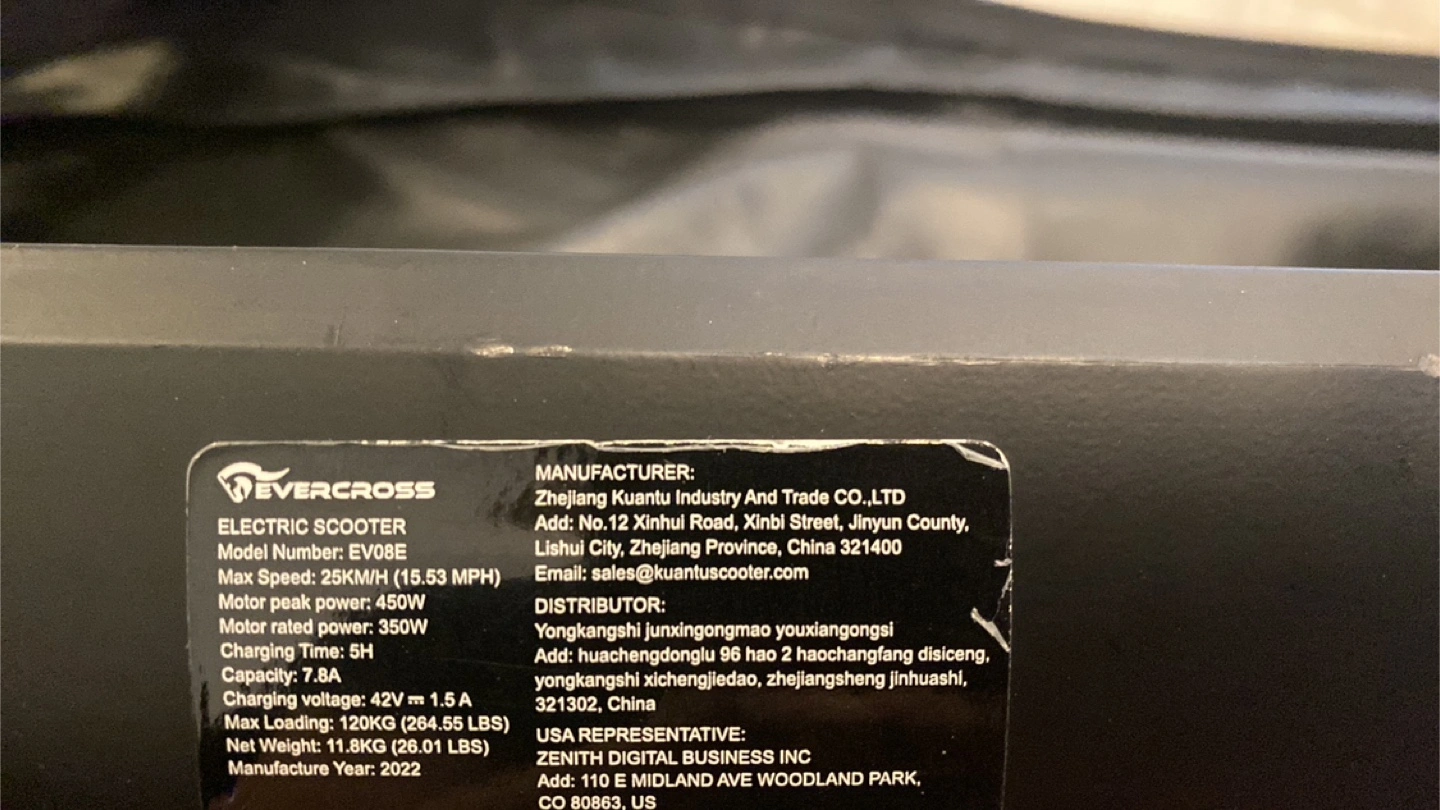 EVERCROSS
ELECTRIC SCOOTER
Model Number: EV08E
Max Speed: 25KM/H (15.53 MPH)
Motor peak power: 450W
Motor rated power: 350W
Charging Time: 5H
Capacity: 7.8A
Charging voltage: 42V ⎓ 1.5 A
Max Loading: 120KG (264.55 LBS)
Net Weight: 11.8KG (26.01 LBS)
Manufacture Year: 2022
MANUFACTURER:
Zhejiang Kuantu Industry And Trade CO.,LTD
Add: No.12 Xinhui Road, Xinbi Street, Jinyun County,
Lishui City, Zhejiang Province, China 321400
Email: sales@kuantuscooter.com
DISTRIBUTOR:
Yongkangshi junxingongmao youxiangongsi
Add: huachengdonglu 96 hao 2 haochangfang disiceng,
yongkangshi xichengjiedao, zhejiangsheng jinhuashi,
321302, China
USA REPRESENTATIVE:
ZENITH DIGITAL BUSINESS INC
Add: 110 E MIDLAND AVE WOODLAND PARK,
CO 80863, US